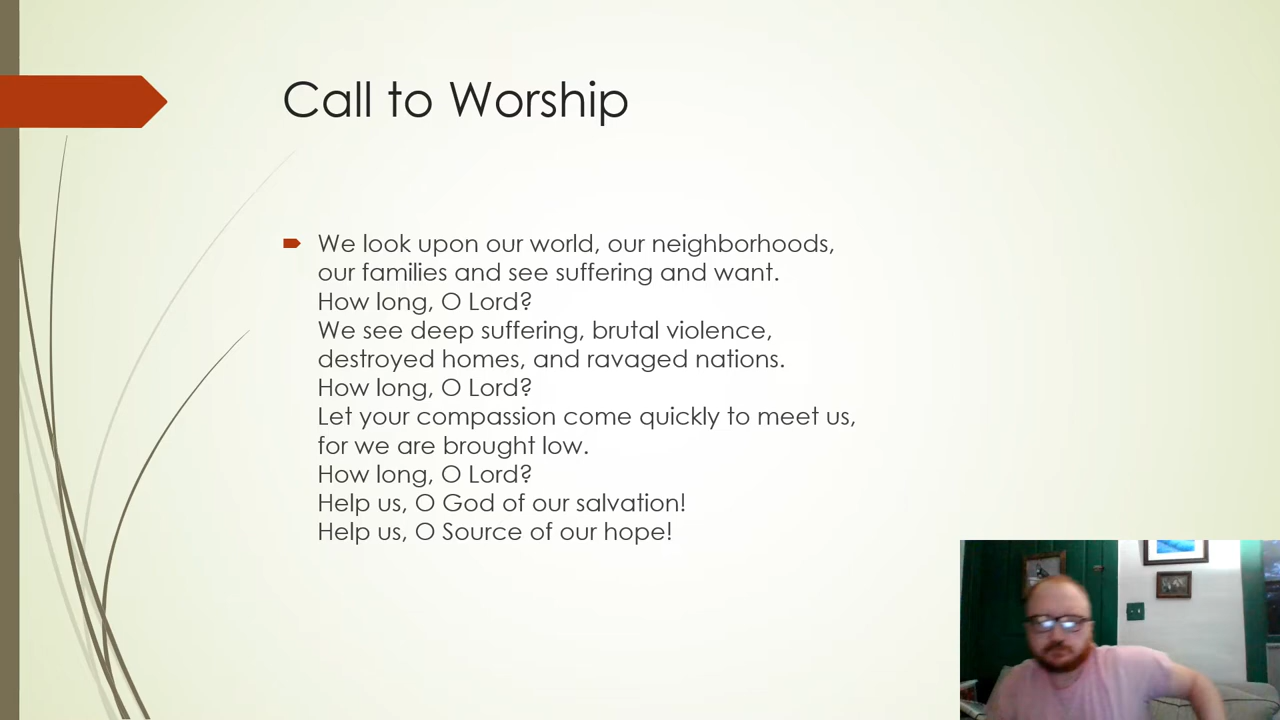 Call to Worship
We look upon our world, our neighborhoods,
our families and see suffering and want.
How long, O Lord?
We see deep suffering, brutal violence,
destroyed homes, and ravaged nations.
How long, O Lord?
Let your compassion come quickly to meet us,
for we are brought low.
How long, O Lord?
Help us, O God of our salvation!
Help us, O Source of our hope!